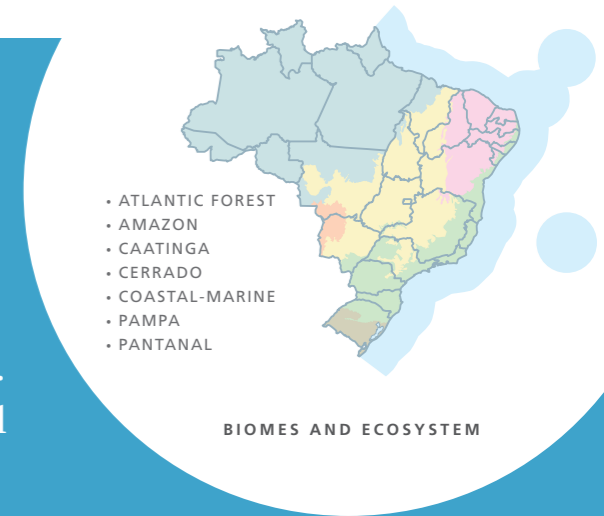 • ATLANTIC FOREST
• AMAZON
• CAATINGA
• CERRADO
• COASTAL-MARINE
• PAMPA
• PANTANAL
BIOMES AND ECOSYSTEM